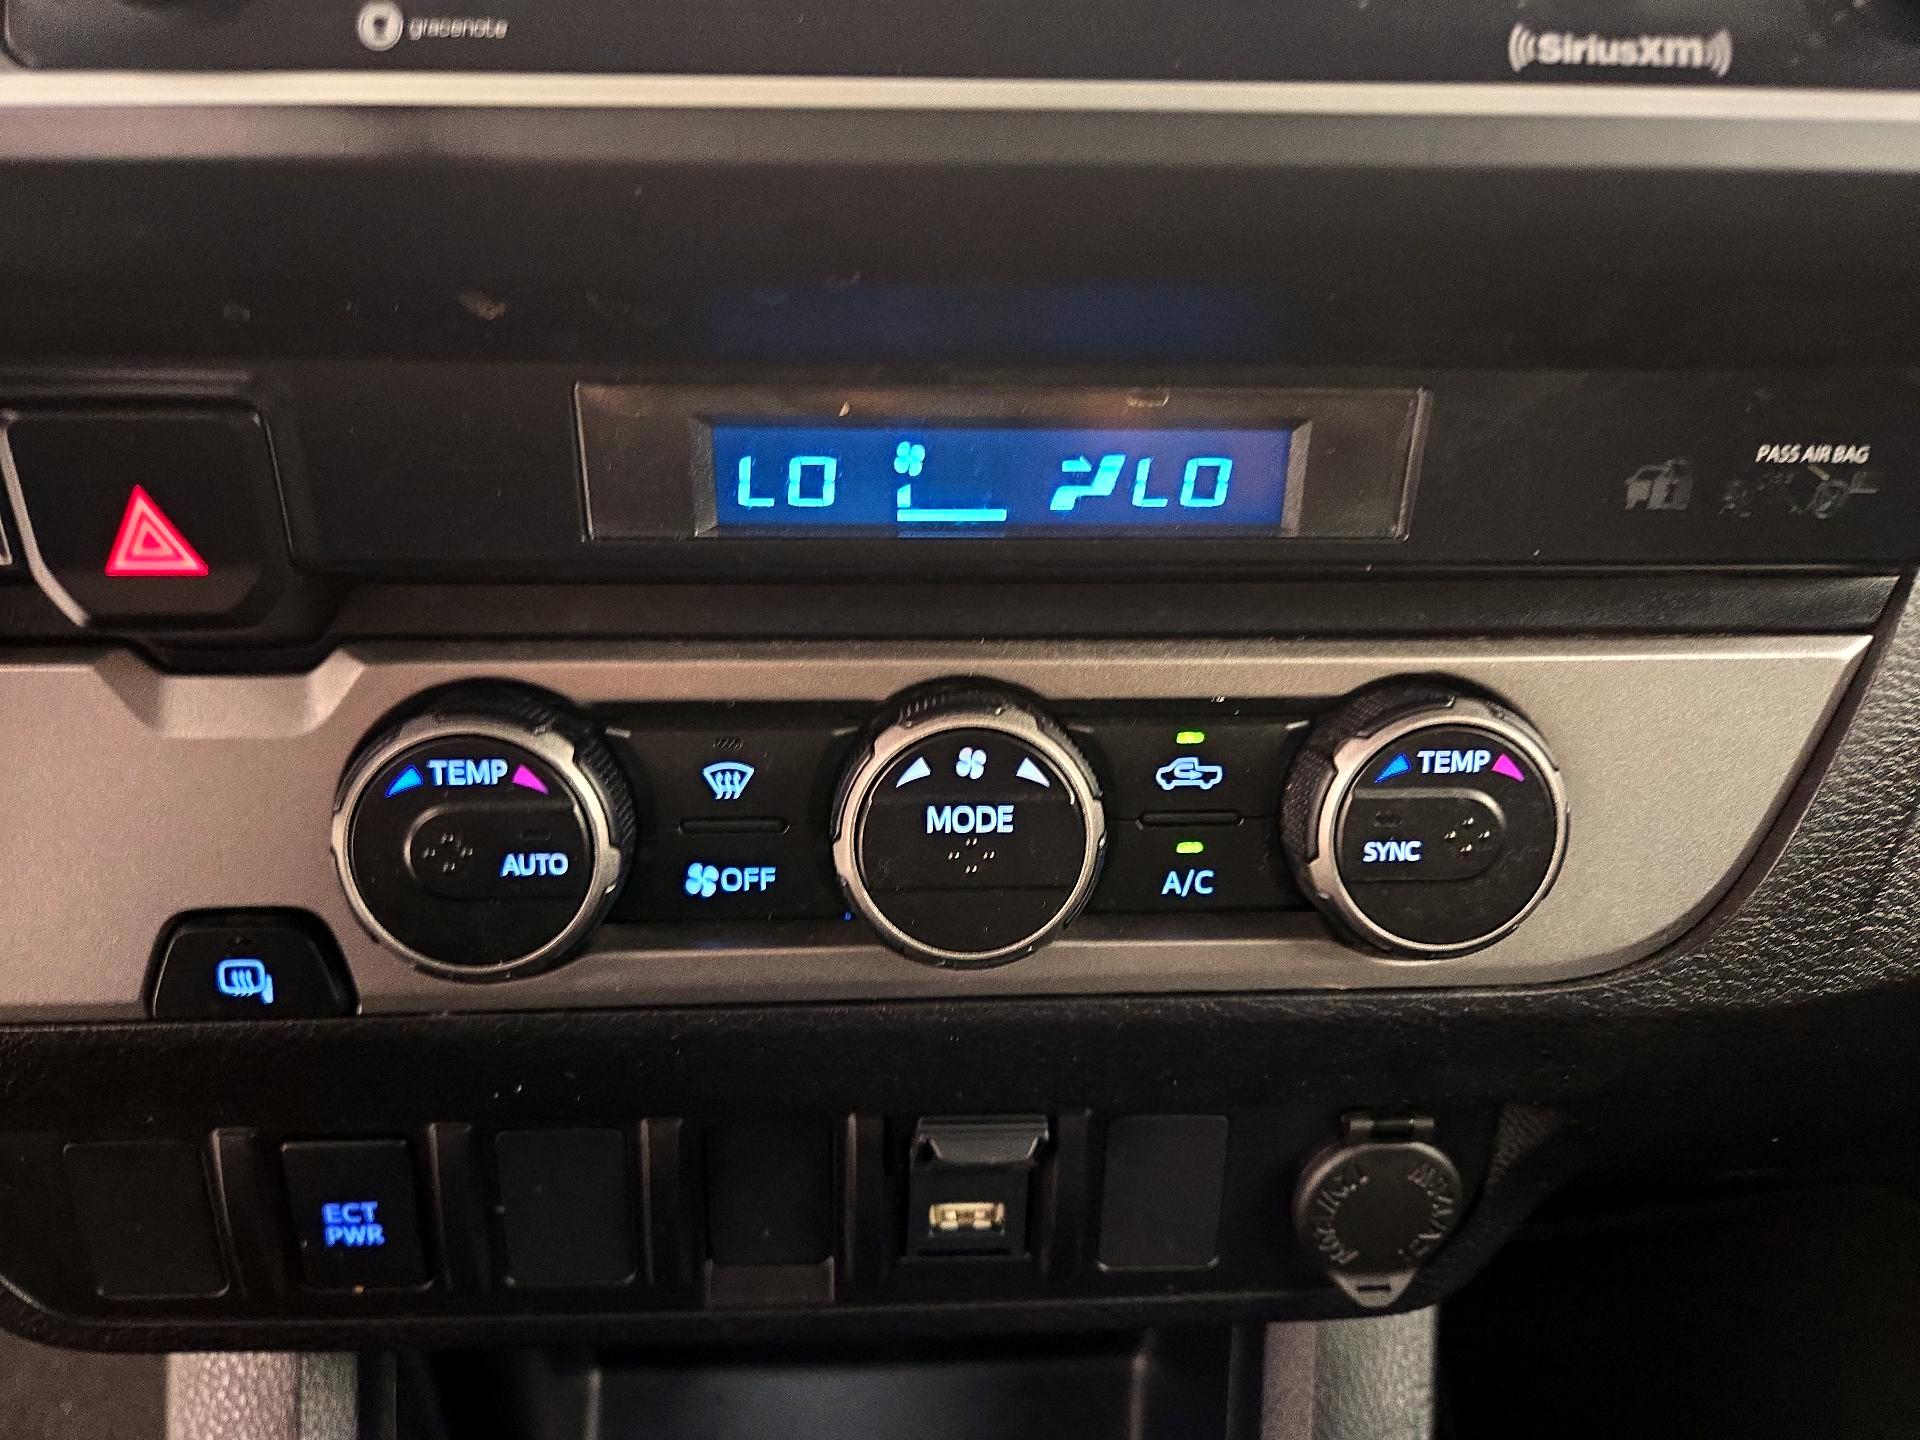 gracenote
SiriusXM
LO LO
PASS AIR BAG
TEMP
AUTO
OFF
MODE
A/C
TEMP
SYNC
ECT
PWR